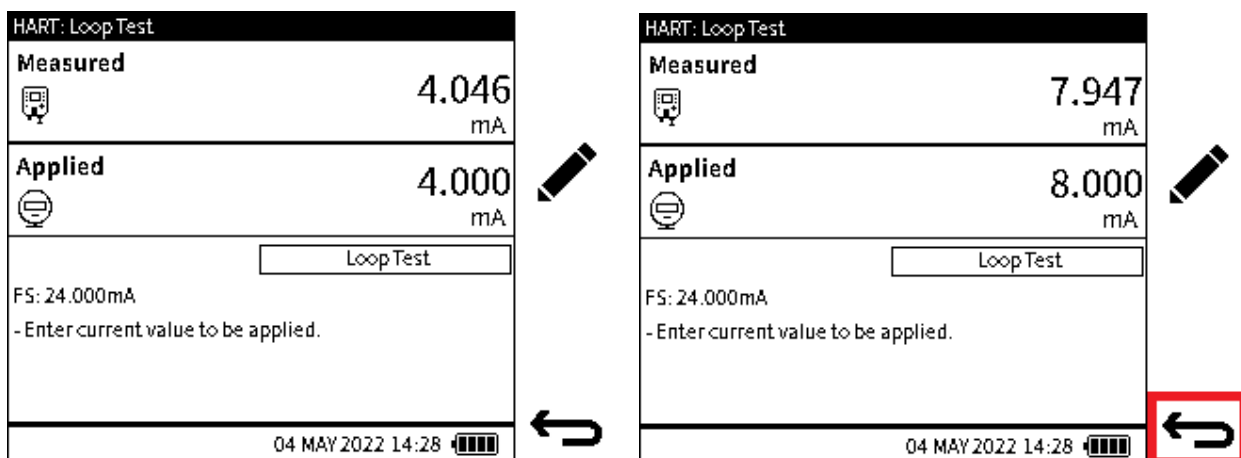 HART: Loop Test
Measured
4.046
mA
Applied
4.000
mA
Loop Test
FS: 24.000mA
- Enter current value to be applied.
04 MAY 2022 14:28
HART: Loop Test
Measured
7.947
mA
Applied
8.000
mA
Loop Test
FS: 24.000mA
- Enter current value to be applied.
04 MAY 2022 14:28